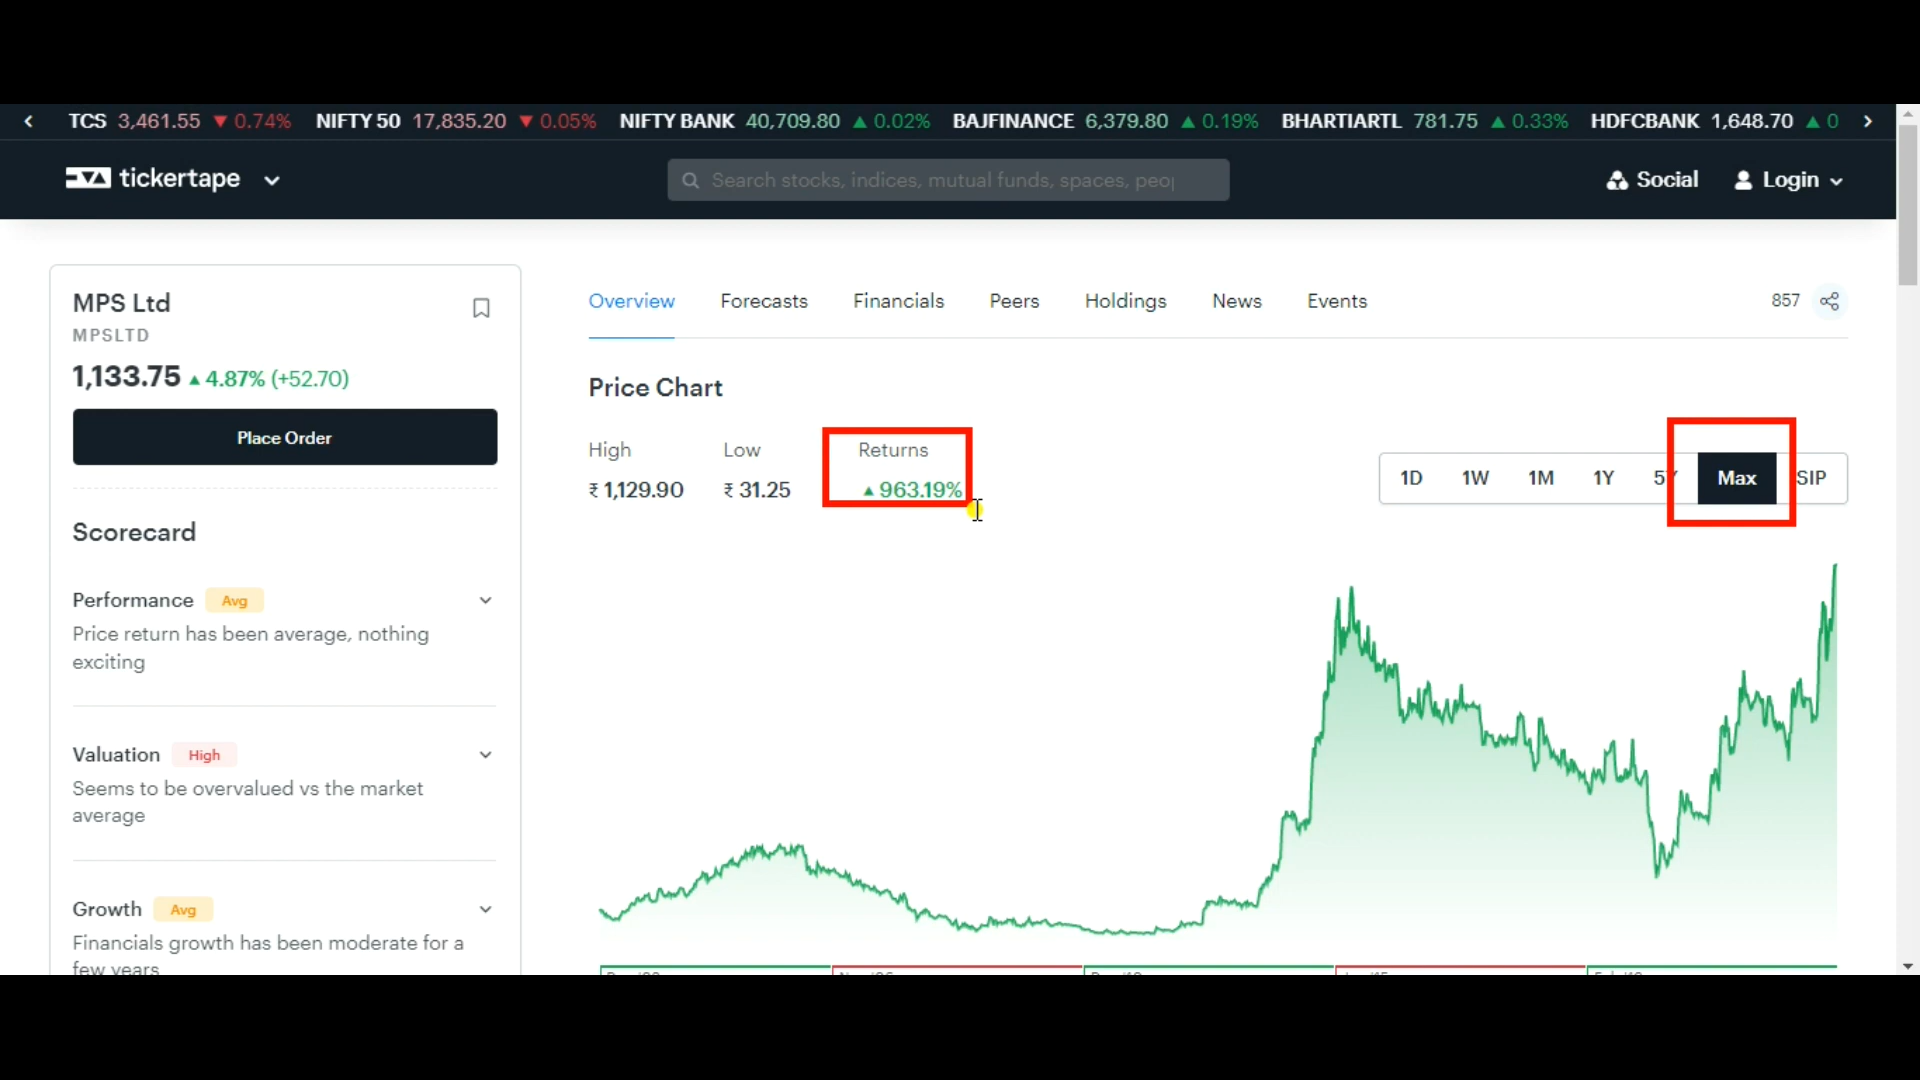 TCS 3,461.55 ▼ 0.74% NIFTY 50 17,835.20 ▼ 0.05% NIFTY BANK 40,709.80 ▲ 0.02% BAJFINANCE 6,379.80 ▲ 0.19% BHARTIARTL 781.75 ▲ 0.33% HDFCBANK 1,648.70 ▲ 0
tickertape
Search stocks, indices, mutual funds, spaces, peo
Social Login
MPS Ltd
MPSLTD
1,133.75 ▲ 4.87% (+52.70)
Place Order
Scorecard
Performance Avg
Price return has been average, nothing
exciting
Valuation High
Seems to be overvalued vs the market
average
Growth Avg
Financials growth has been moderate for a
few years
Overview Forecasts Financials Peers Holdings News Events 857
Price Chart
High Low Returns
₹ 1,129.90 ₹ 31.25 ▲ 963.19%
1D 1W 1M 1Y 5Y Max SIP